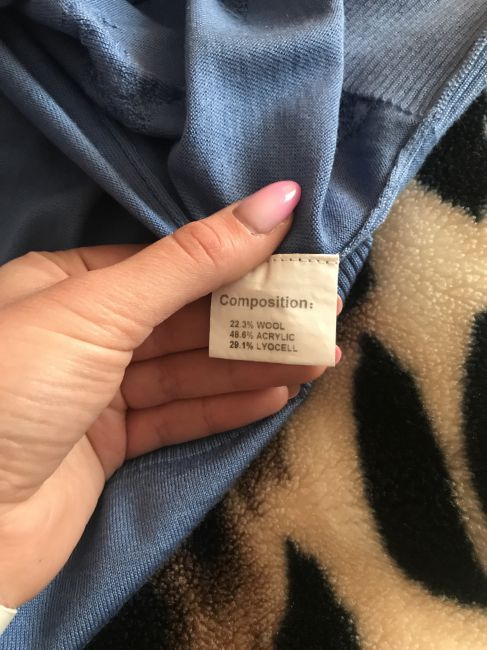 Composition:
22.3% WOOL
48.6% ACRYLIC
29.1% LYOCELL